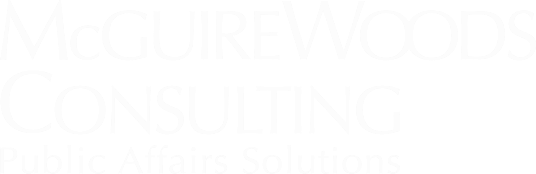 McGuireWoods
Consulting
Public Affairs Solutions